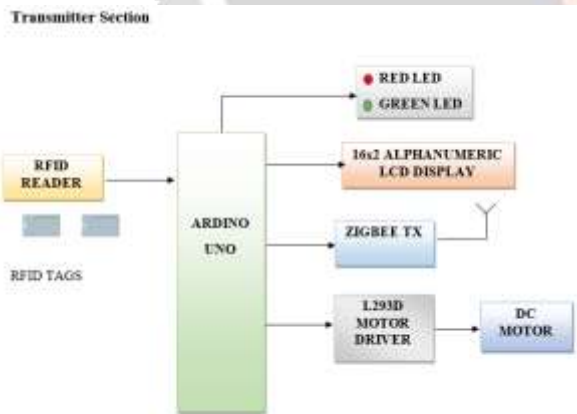 Transmitter Section
RED LED
GREEN LED
RFID
READER
16x2 ALPHANUMERIC
LCD DISPLAY
ARDINO
UNO
ZIGBEE TX
RFID TAGS
L293D
MOTOR
DRIVER
DC
MOTOR